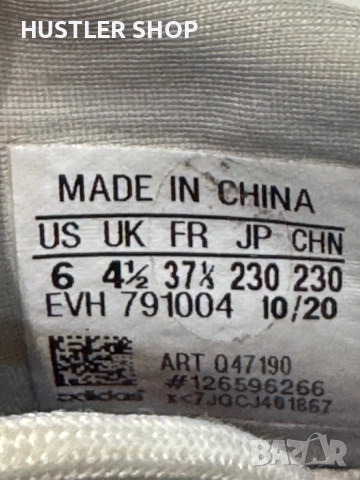 HUSTLER SHOP
MADE IN CHINA
US UK FR JP CHN
6 4½ 37⅓ 230 230
EVH 791004 10/20
ART Q47190
#126596266
adidas x<7JQCJ401867
BAZAR